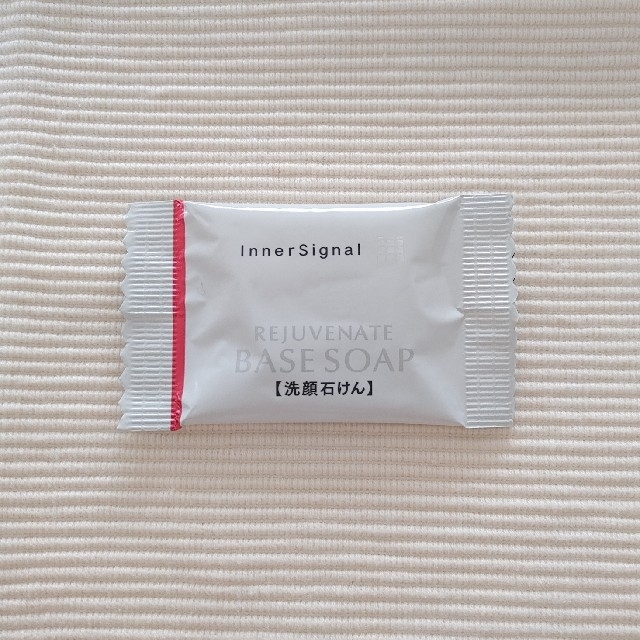 InnerSignal
REJUVENATE
BASE SOAP
【洗顔石けん】